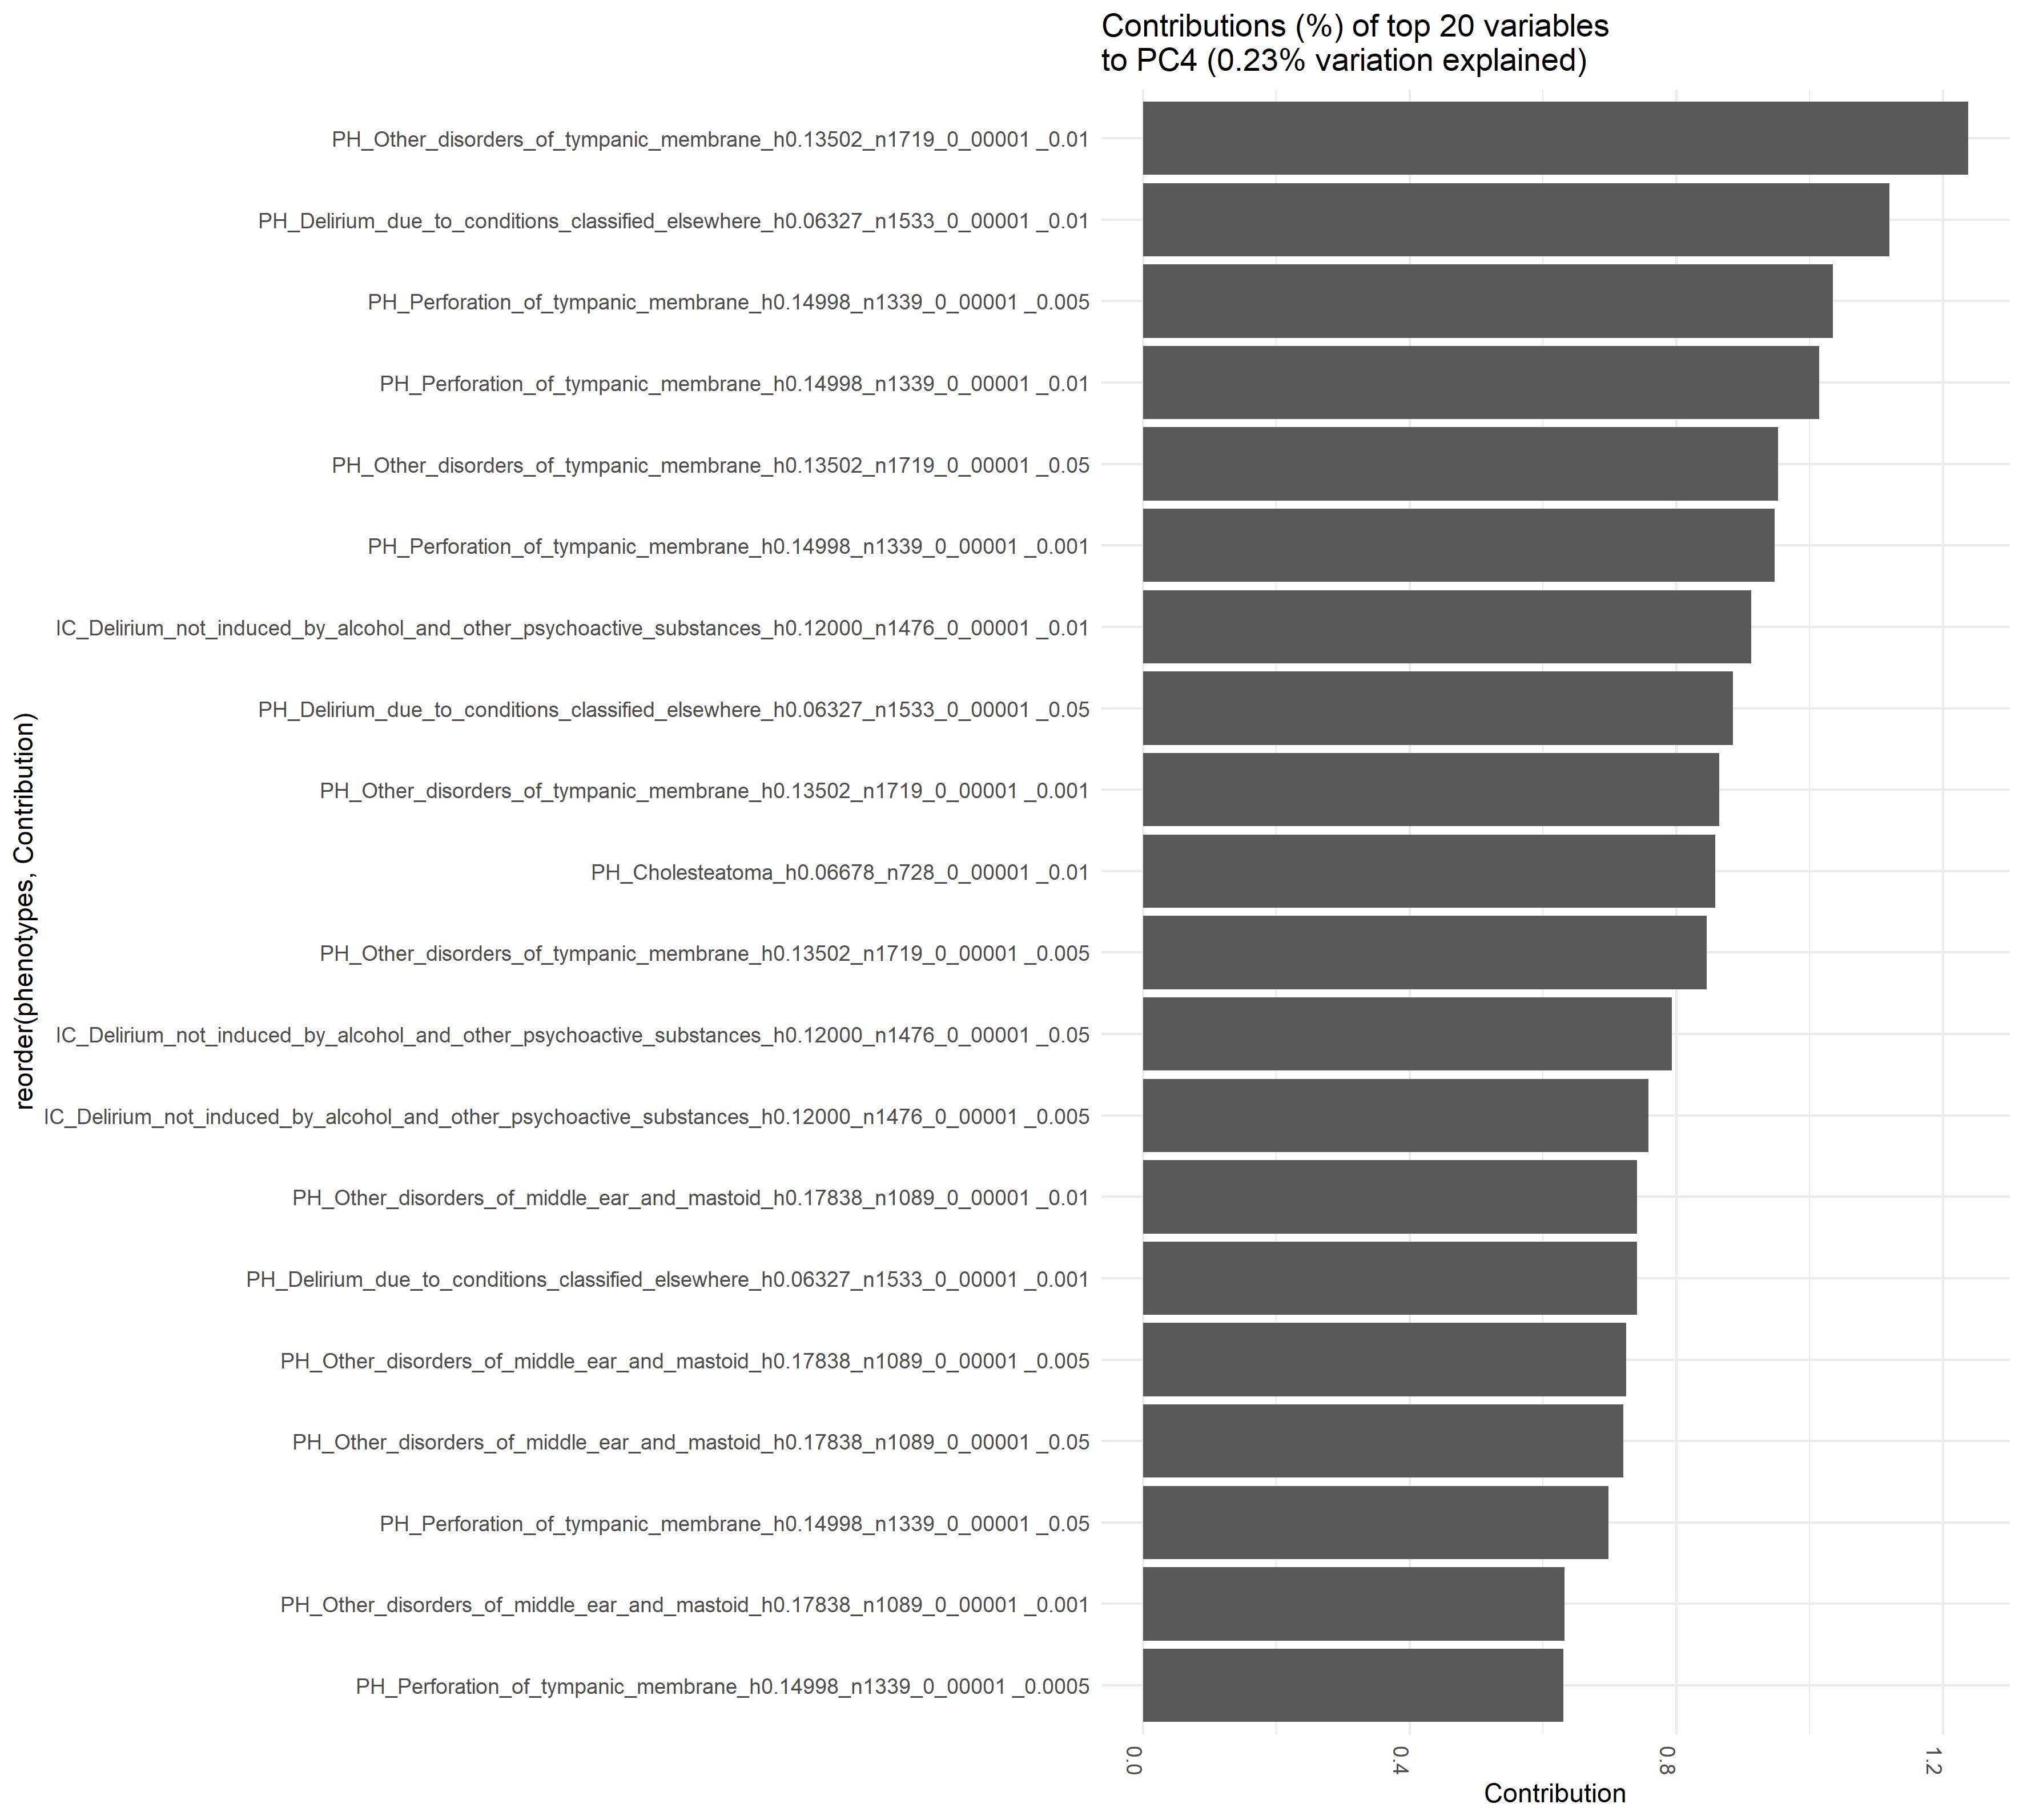 Contributions (%) of top 20 variables
to PC4 (0.23% variation explained)
PH_Other_disorders_of_tympanic_membrane_h0.13502_n1719_0_00001 _0.01
PH_Delirium_due_to_conditions_classified_elsewhere_h0.06327_n1533_0_00001 _0.01
PH_Perforation_of_tympanic_membrane_h0.14998_n1339_0_00001 _0.005
PH_Perforation_of_tympanic_membrane_h0.14998_n1339_0_00001 _0.01
PH_Other_disorders_of_tympanic_membrane_h0.13502_n1719_0_00001 _0.05
PH_Perforation_of_tympanic_membrane_h0.14998_n1339_0_00001 _0.001
IC_Delirium_not_induced_by_alcohol_and_other_psychoactive_substances_h0.12000_n1476_0_00001 _0.01
PH_Delirium_due_to_conditions_classified_elsewhere_h0.06327_n1533_0_00001 _0.05
PH_Other_disorders_of_tympanic_membrane_h0.13502_n1719_0_00001 _0.001
PH_Cholesteatoma_h0.06678_n728_0_00001 _0.01
PH_Other_disorders_of_tympanic_membrane_h0.13502_n1719_0_00001 _0.005
IC_Delirium_not_induced_by_alcohol_and_other_psychoactive_substances_h0.12000_n1476_0_00001 _0.05
IC_Delirium_not_induced_by_alcohol_and_other_psychoactive_substances_h0.12000_n1476_0_00001 _0.005
PH_Other_disorders_of_middle_ear_and_mastoid_h0.17838_n1089_0_00001 _0.01
PH_Delirium_due_to_conditions_classified_elsewhere_h0.06327_n1533_0_00001 _0.001
PH_Other_disorders_of_middle_ear_and_mastoid_h0.17838_n1089_0_00001 _0.005
PH_Other_disorders_of_middle_ear_and_mastoid_h0.17838_n1089_0_00001 _0.05
PH_Perforation_of_tympanic_membrane_h0.14998_n1339_0_00001 _0.05
PH_Other_disorders_of_middle_ear_and_mastoid_h0.17838_n1089_0_00001 _0.001
PH_Perforation_of_tympanic_membrane_h0.14998_n1339_0_00001 _0.0005
reorder(phenotypes, Contribution)
0.0
0.4
0.8
1.2
Contribution